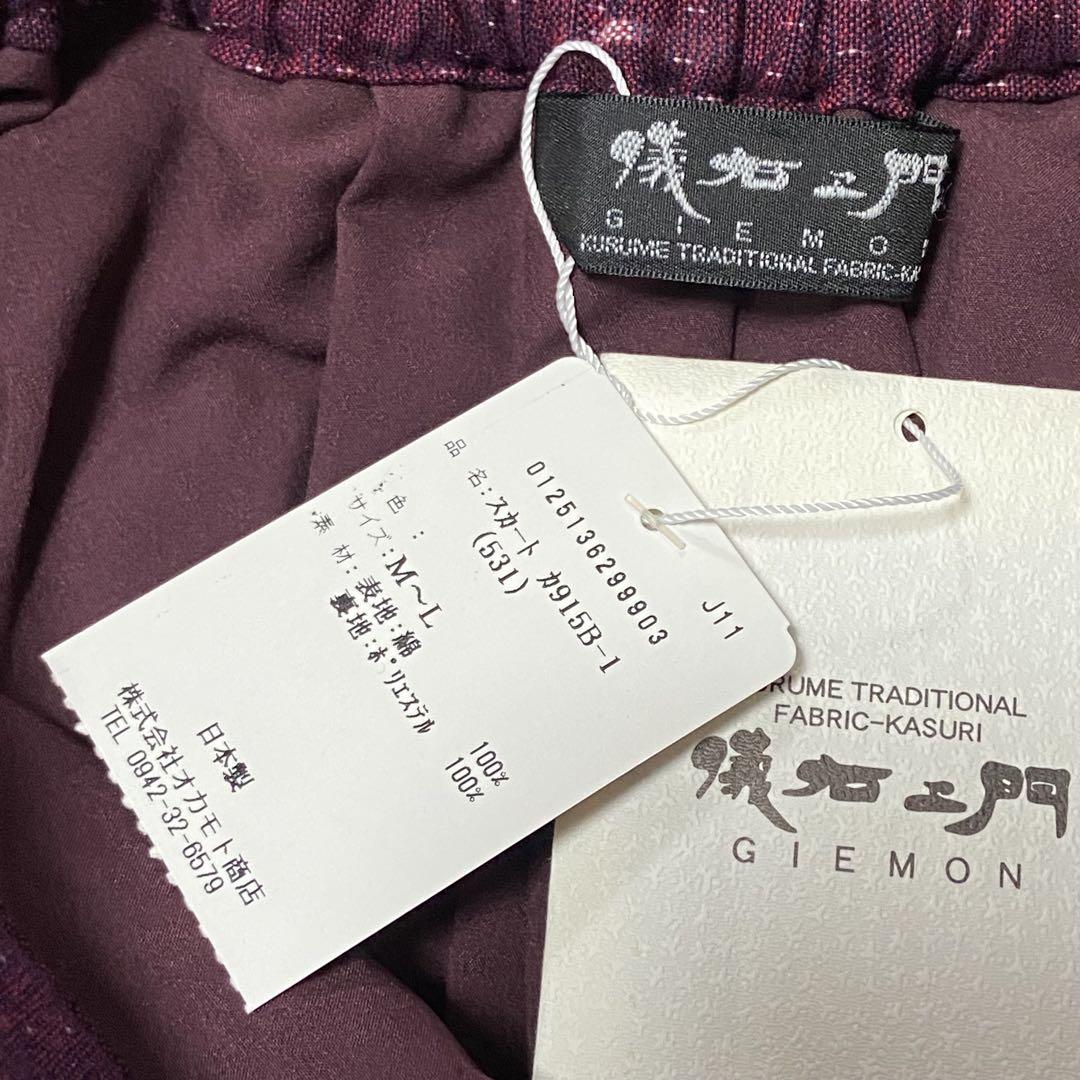 儀右ヱ門
GIEMO
KURUME TRADITIONAL FABRIC-KA
J11
0125136299903
品 名:スカート カ915B-1
(531)
色:
サイズ:M〜L
素 材:表地:綿 100%
裏地:ポリエステル 100%
日本製
株式会社オカモト商店
TEL 0942-32-6579
URUME TRADITIONAL
FABRIC-KASURI
儀右ヱ門
GIEMON